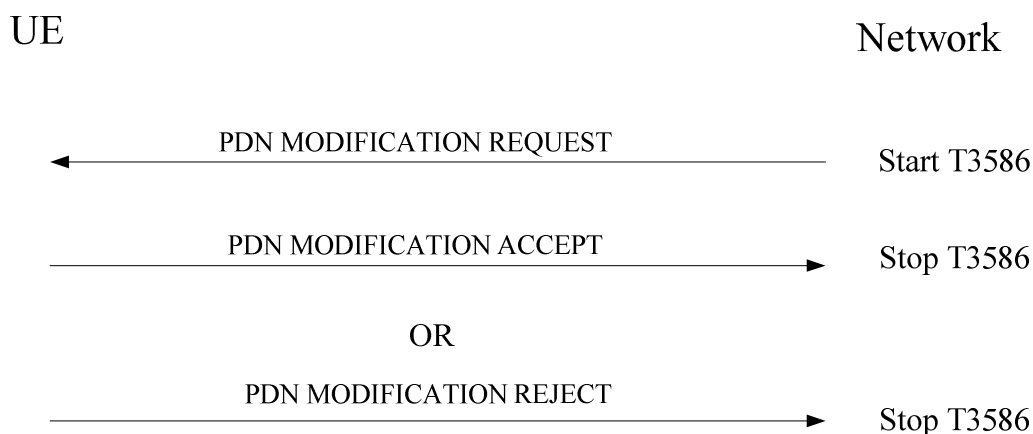 UE
Network
PDN MODIFICATION REQUEST
Start T3586
PDN MODIFICATION ACCEPT
Stop T3586
OR
PDN MODIFICATION REJECT
Stop T3586